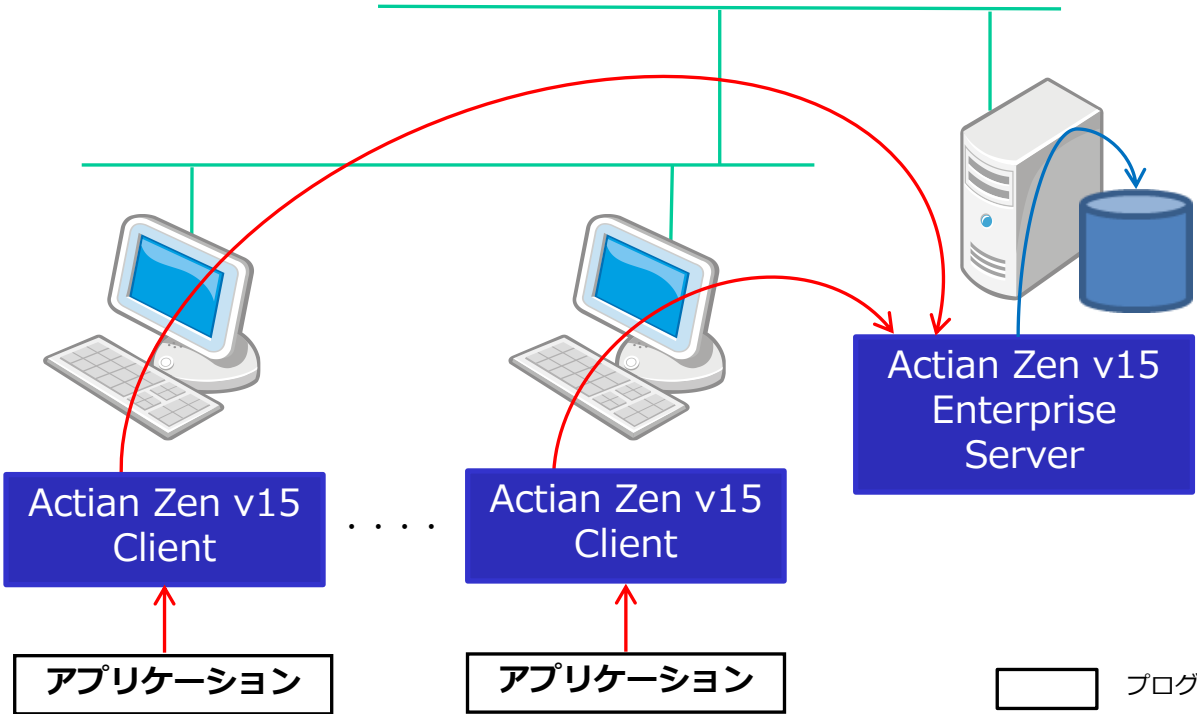 Actian Zen v15
Enterprise
Server
Actian Zen v15
Client
・・・・
Actian Zen v15
Client
アプリケーション
アプリケーション
プログ